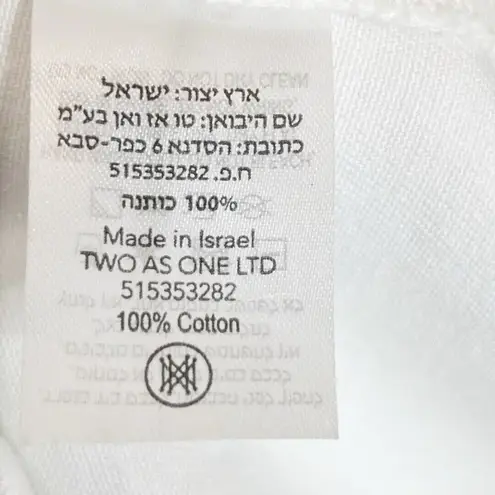 ארץ יצור: ישראל
שם היבואן: טו אז וואן בע"מ
כתובת: הסדנא 6 כפר-סבא
ח.פ. 515353282
100% כותנה
Made in Israel
TWO AS ONE LTD
515353282
100% Cotton